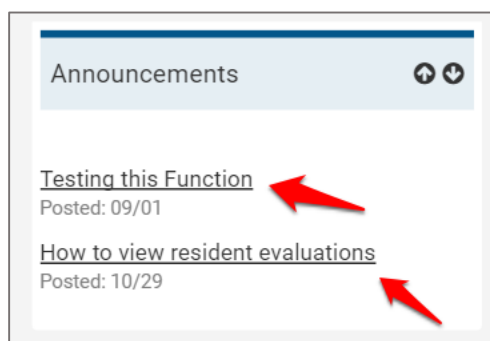 Announcements
Testing this Function
Posted: 09/01
How to view resident evaluations
Posted: 10/29